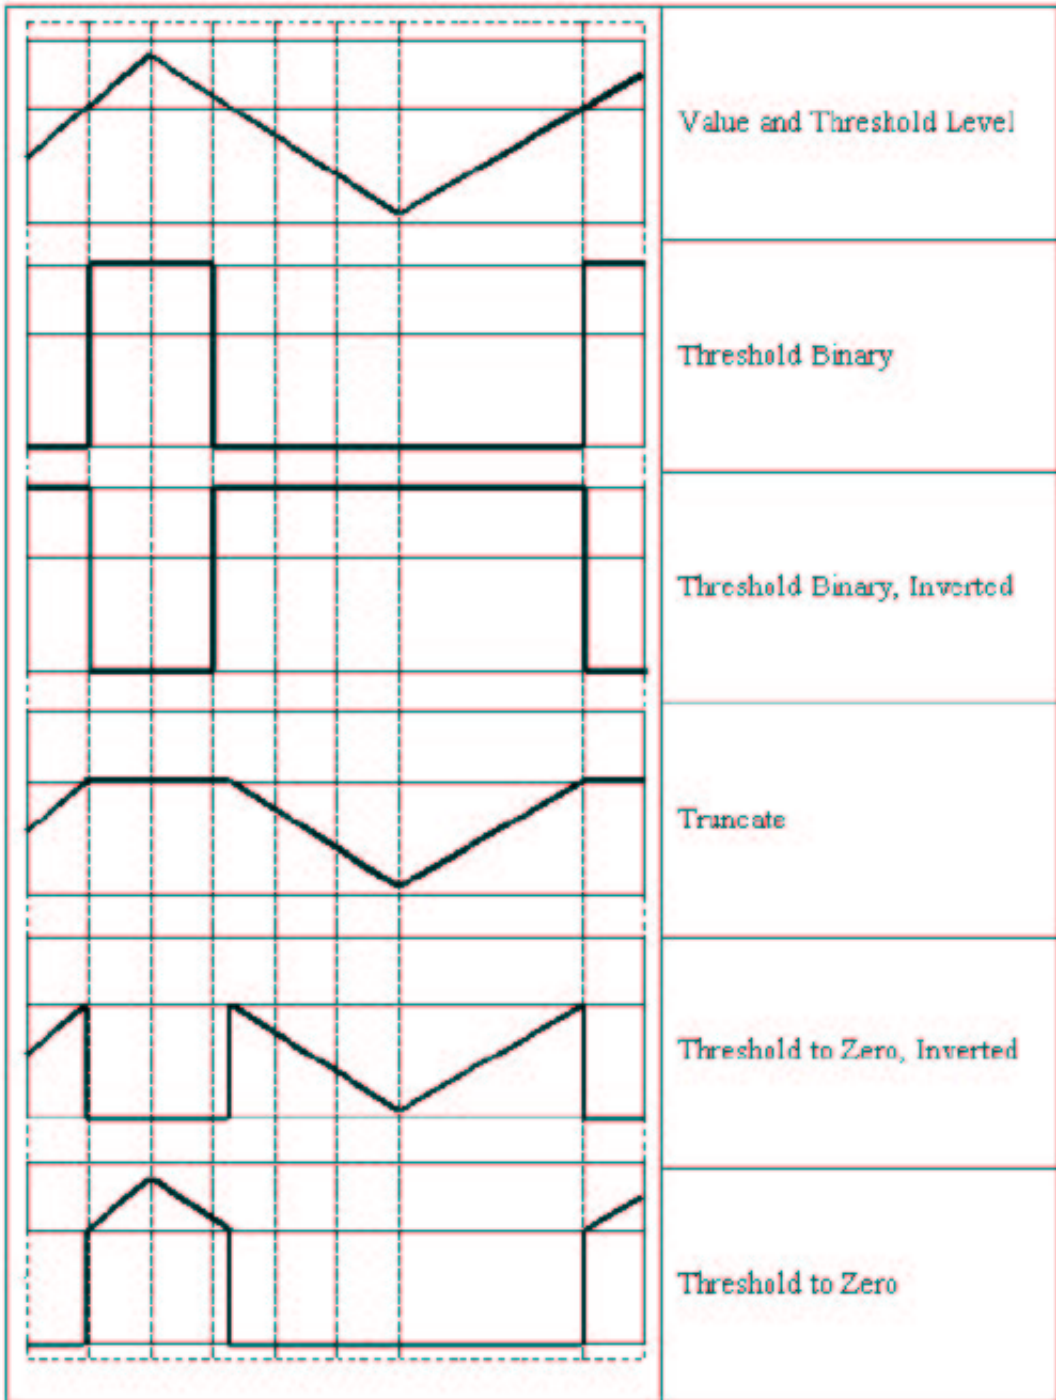 Value and Threshold Level
Threshold Binary
Threshold Binary, Inverted
Truncate
Threshold to Zero, Inverted
Threshold to Zero